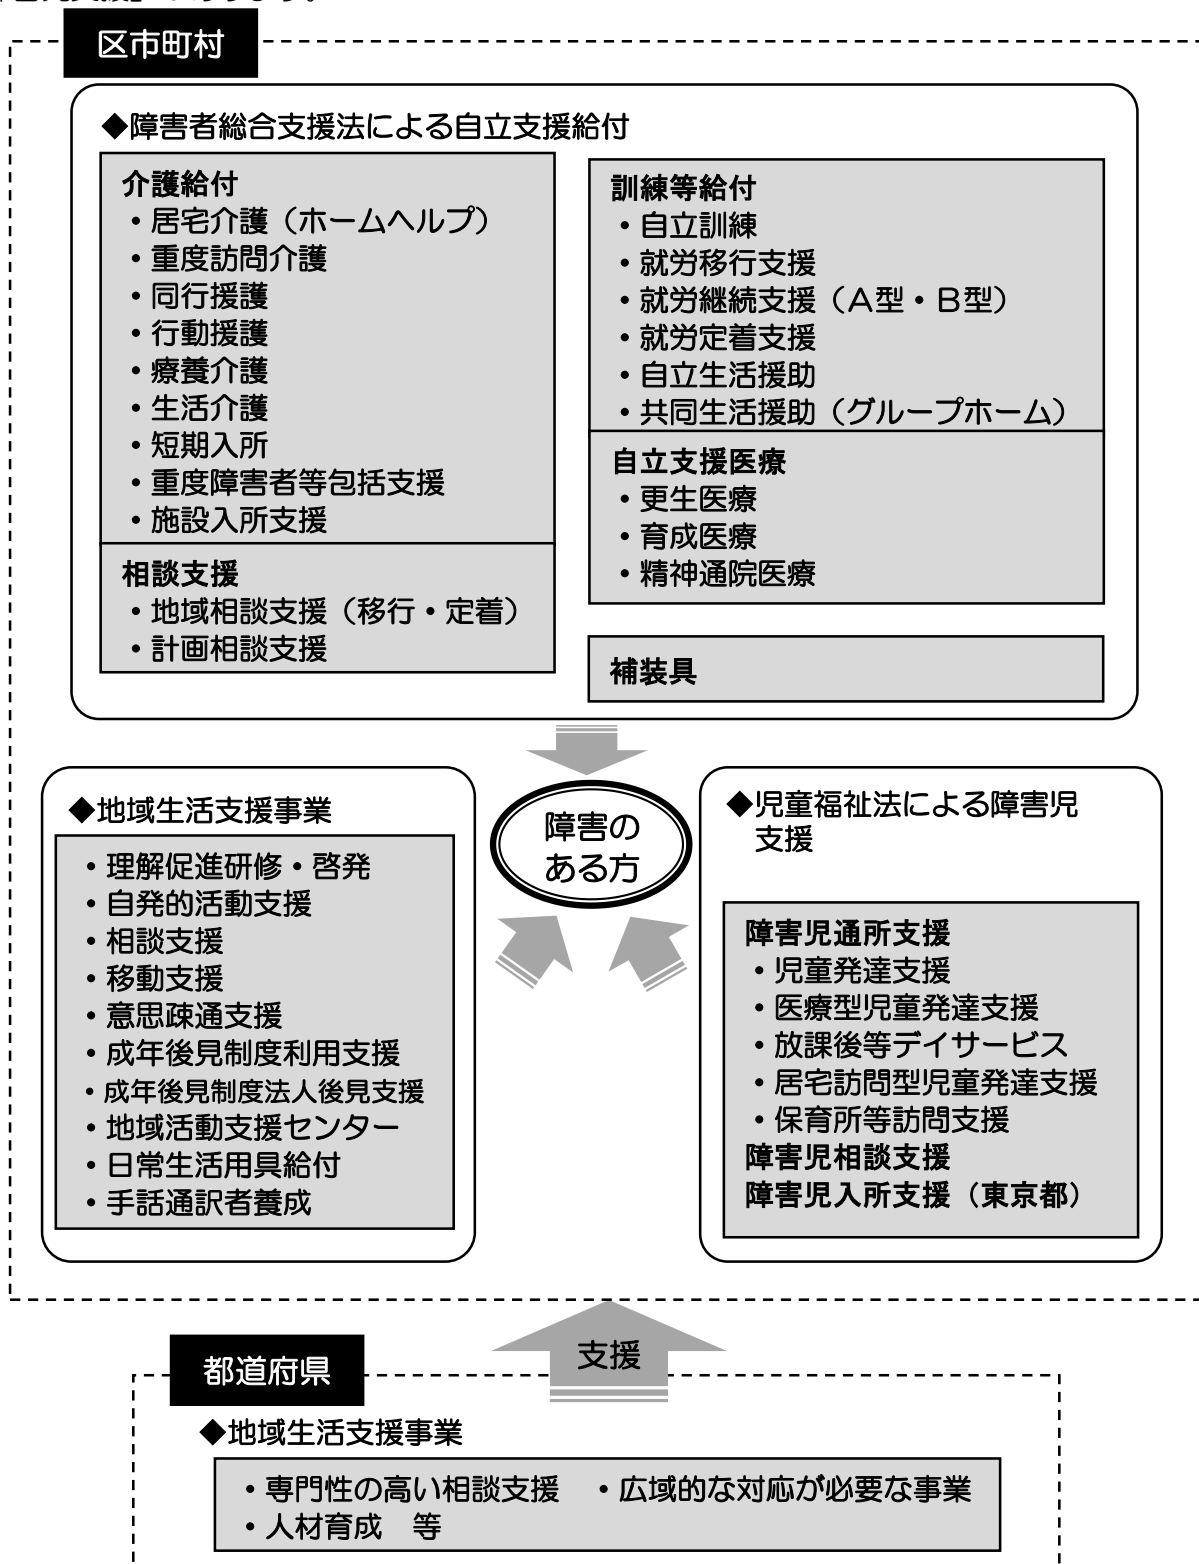 区市町村
◆障害者総合支援法による自立支援給付
介護給付
・居宅介護（ホームヘルプ）
・重度訪問介護
・同行援護
・行動援護
・療養介護
・生活介護
・短期入所
・重度障害者等包括支援
・施設入所支援
相談支援
・地域相談支援（移行・定着）
・計画相談支援
訓練等給付
・自立訓練
・就労移行支援
・就労継続支援（Ａ型・Ｂ型）
・就労定着支援
・自立生活援助
・共同生活援助（グループホーム）
自立支援医療
・更生医療
・育成医療
・精神通院医療
補装具
障害の
ある方
◆地域生活支援事業
・理解促進研修・啓発
・自発的活動支援
・相談支援
・移動支援
・意思疎通支援
・成年後見制度利用支援
・成年後見制度法人後見支援
・地域活動支援センター
・日常生活用具給付
・手話通訳者養成
◆児童福祉法による障害児
支援
障害児通所支援
・児童発達支援
・医療型児童発達支援
・放課後等デイサービス
・居宅訪問型児童発達支援
・保育所等訪問支援
障害児相談支援
障害児入所支援（東京都）
支援
都道府県
◆地域生活支援事業
・専門性の高い相談支援　・広域的な対応が必要な事業
・人材育成　等